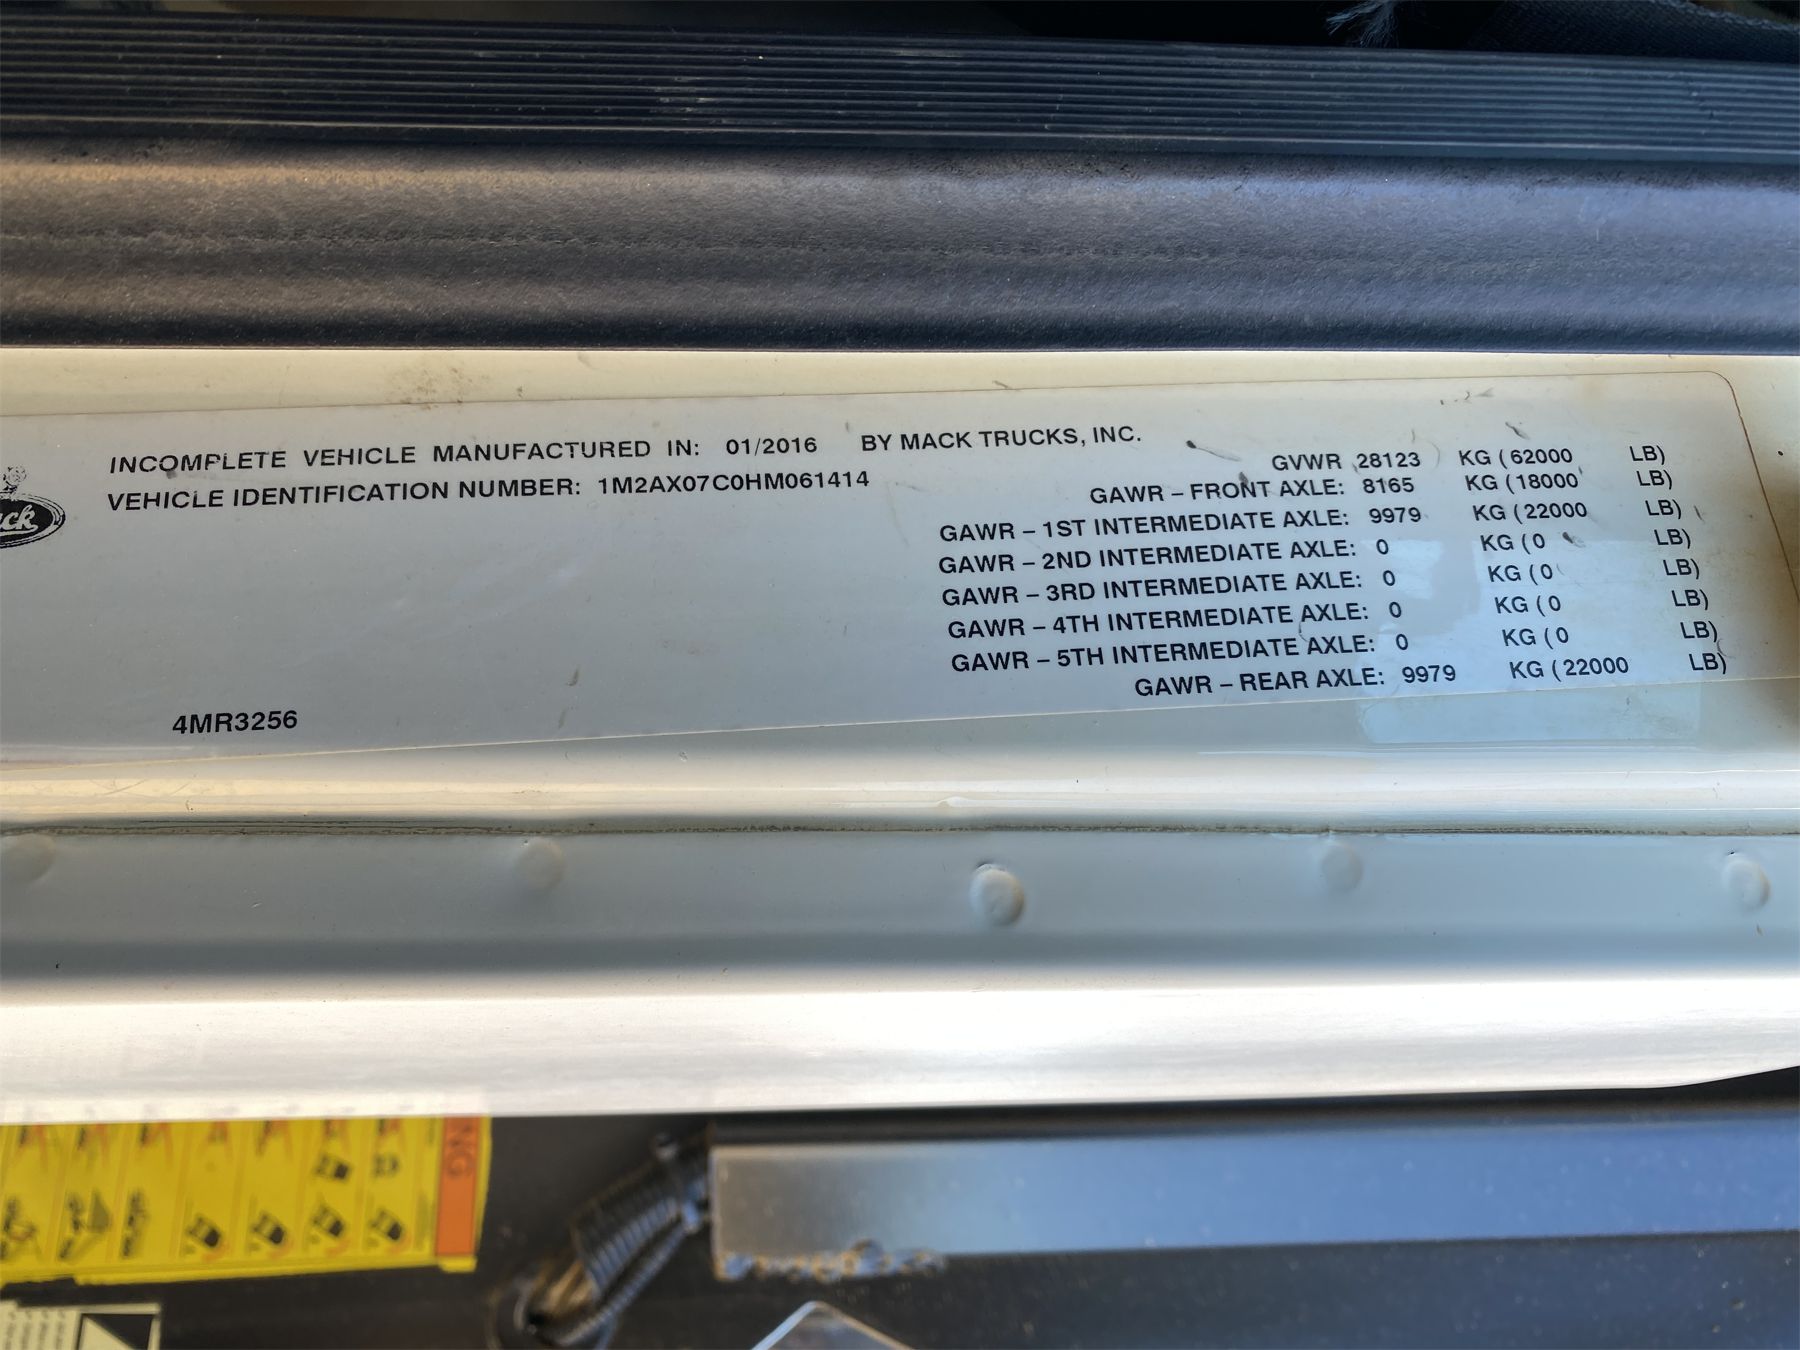 INCOMPLETE VEHICLE MANUFACTURED IN: 01/2016 BY MACK TRUCKS, INC.
VEHICLE IDENTIFICATION NUMBER: 1M2AX07C0HM061414
GVWR 28123 KG (62000 LB)
GAWR – FRONT AXLE: 8165 KG (18000 LB)
GAWR – 1ST INTERMEDIATE AXLE: 9979 KG (22000 LB)
GAWR – 2ND INTERMEDIATE AXLE: 0 KG (0 LB)
GAWR – 3RD INTERMEDIATE AXLE: 0 KG (0 LB)
GAWR – 4TH INTERMEDIATE AXLE: 0 KG (0 LB)
GAWR – 5TH INTERMEDIATE AXLE: 0 KG (0 LB)
GAWR – REAR AXLE: 9979 KG (22000 LB)
4MR3256